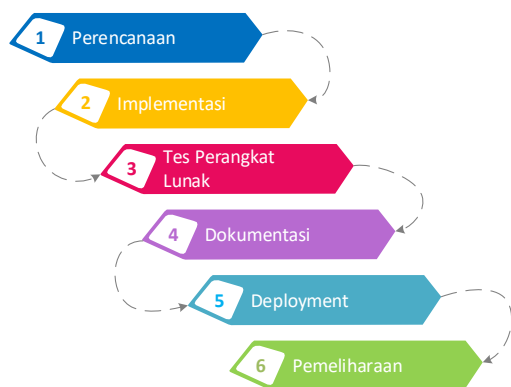 1 Perencanaan
2 Implementasi
3 Tes Perangkat
Lunak
4 Dokumentasi
5 Deployment
6 Pemeliharaan